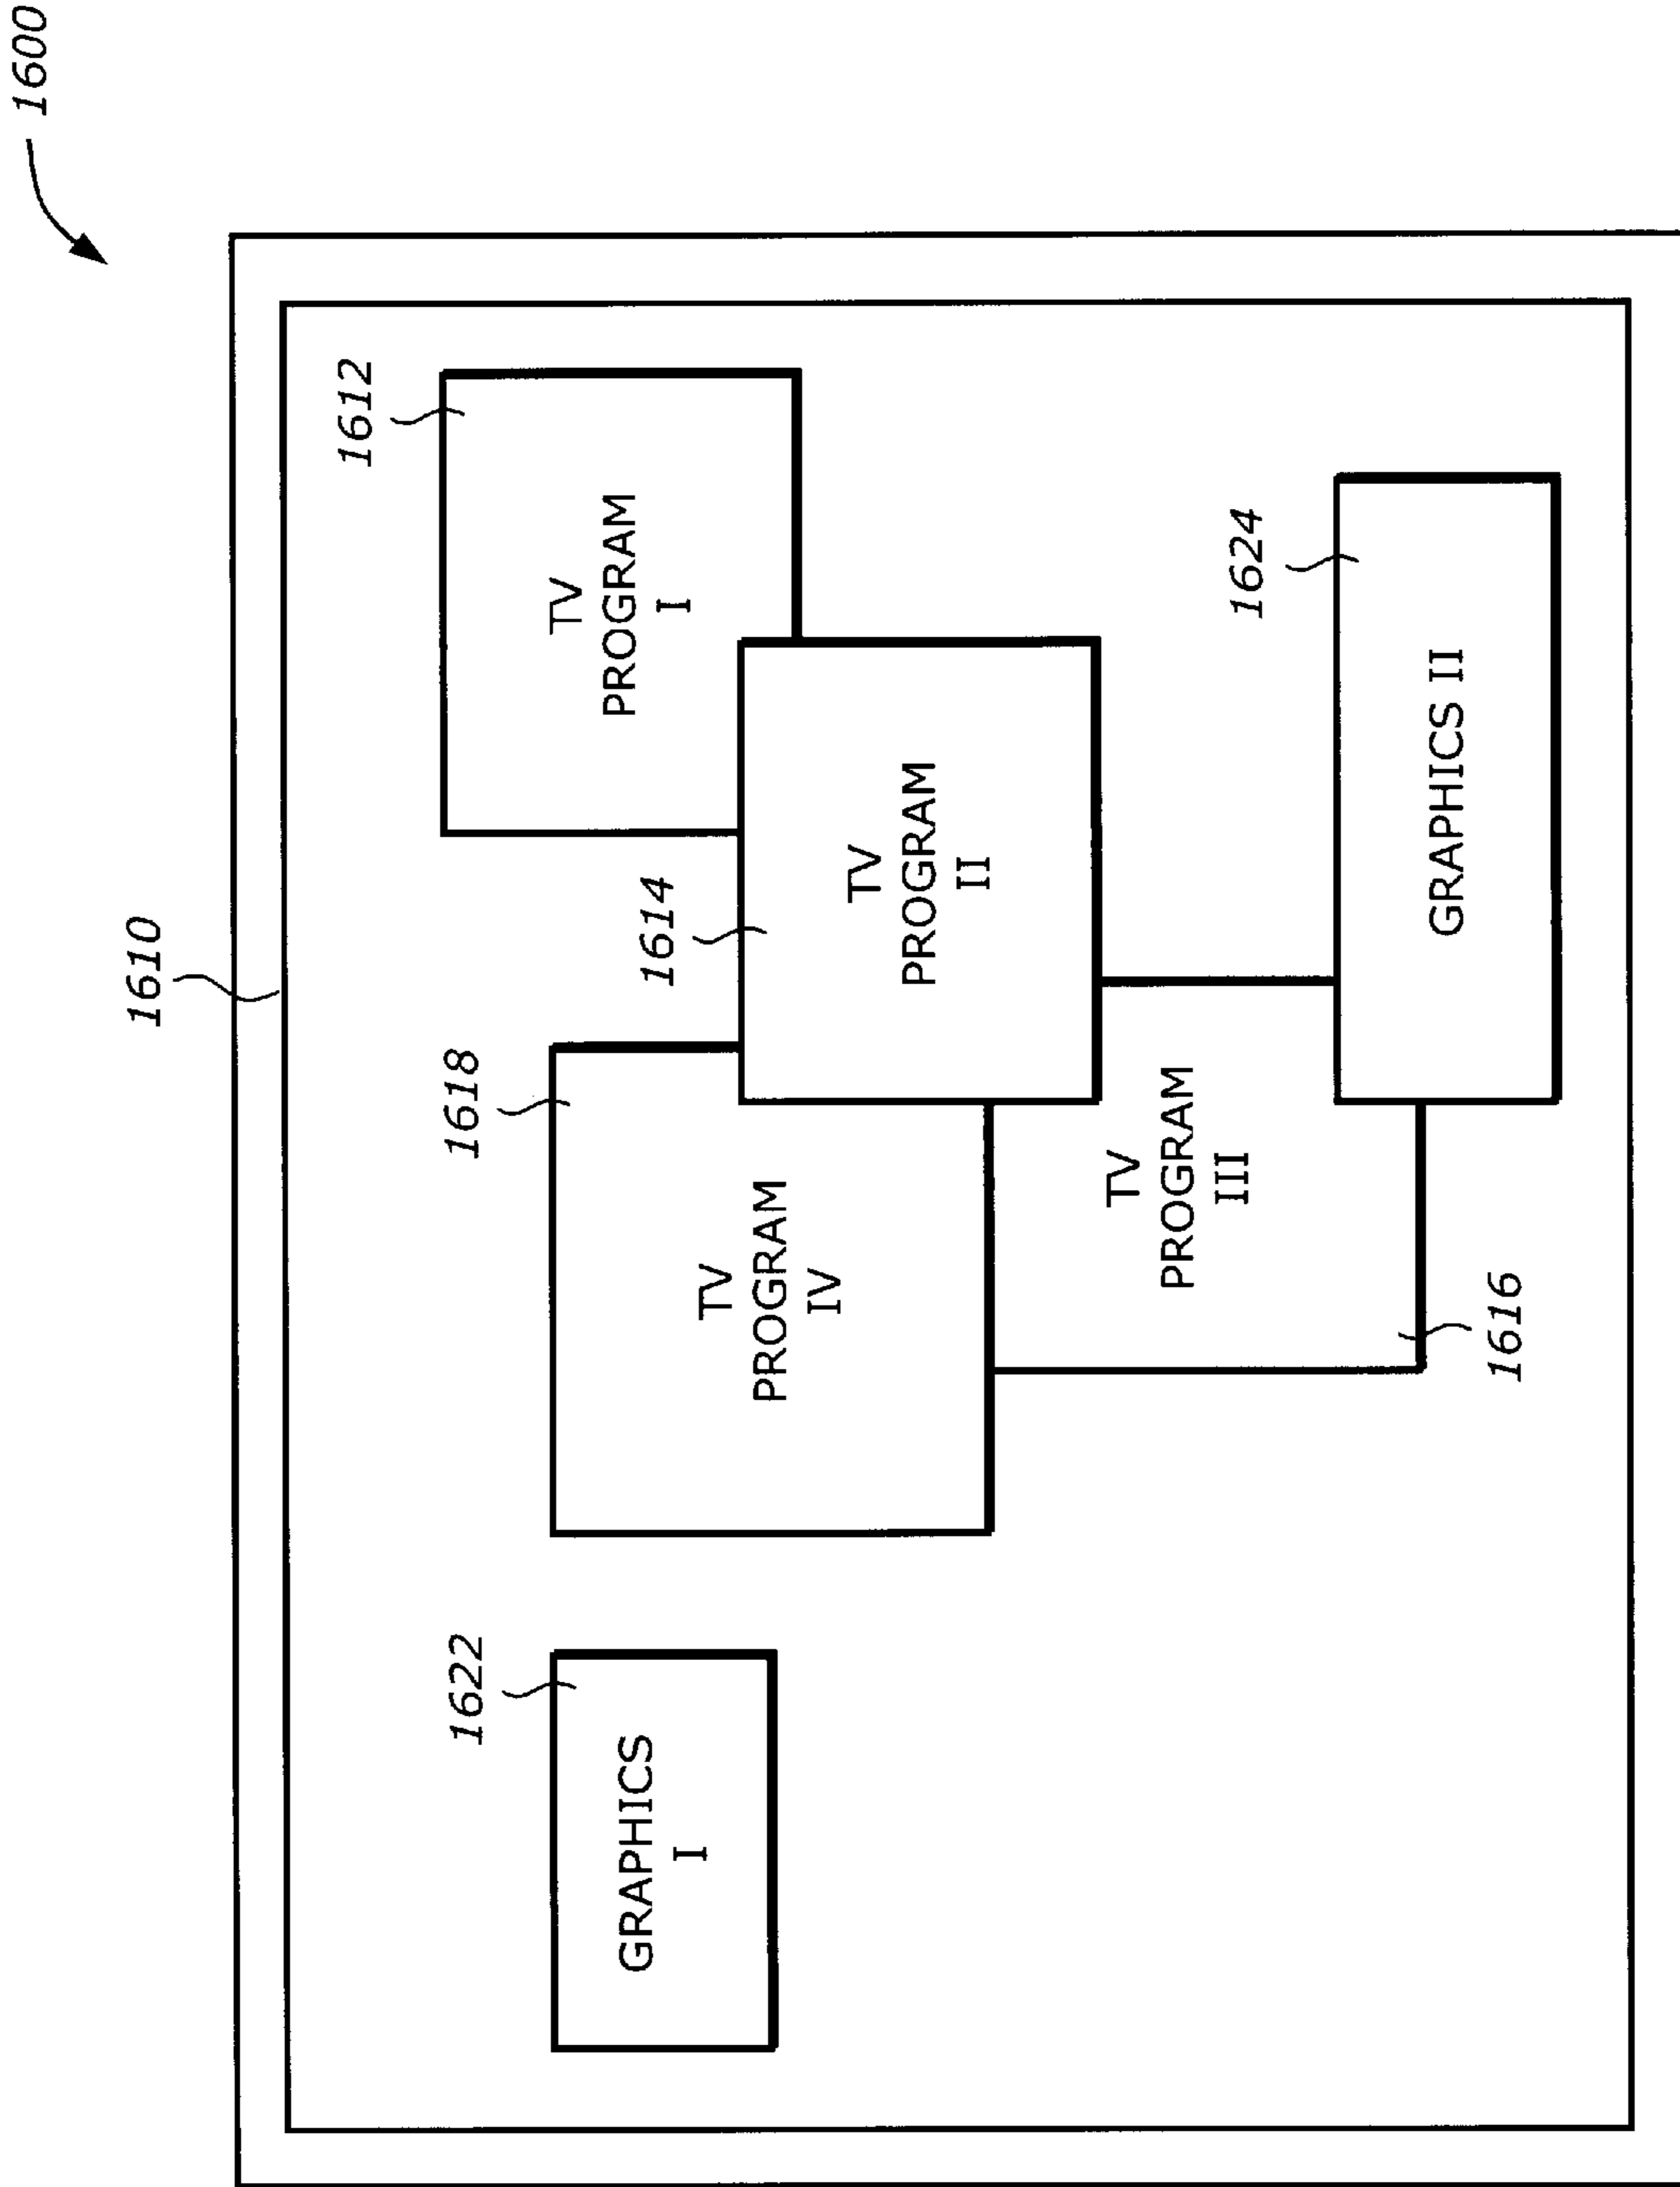 1600
1610
1612
TV
PROGRAM
I
1614
TV
PROGRAM
II
1618
TV
PROGRAM
IV
1622
GRAPHICS
I
TV
PROGRAM
III
1616
1624
GRAPHICS II